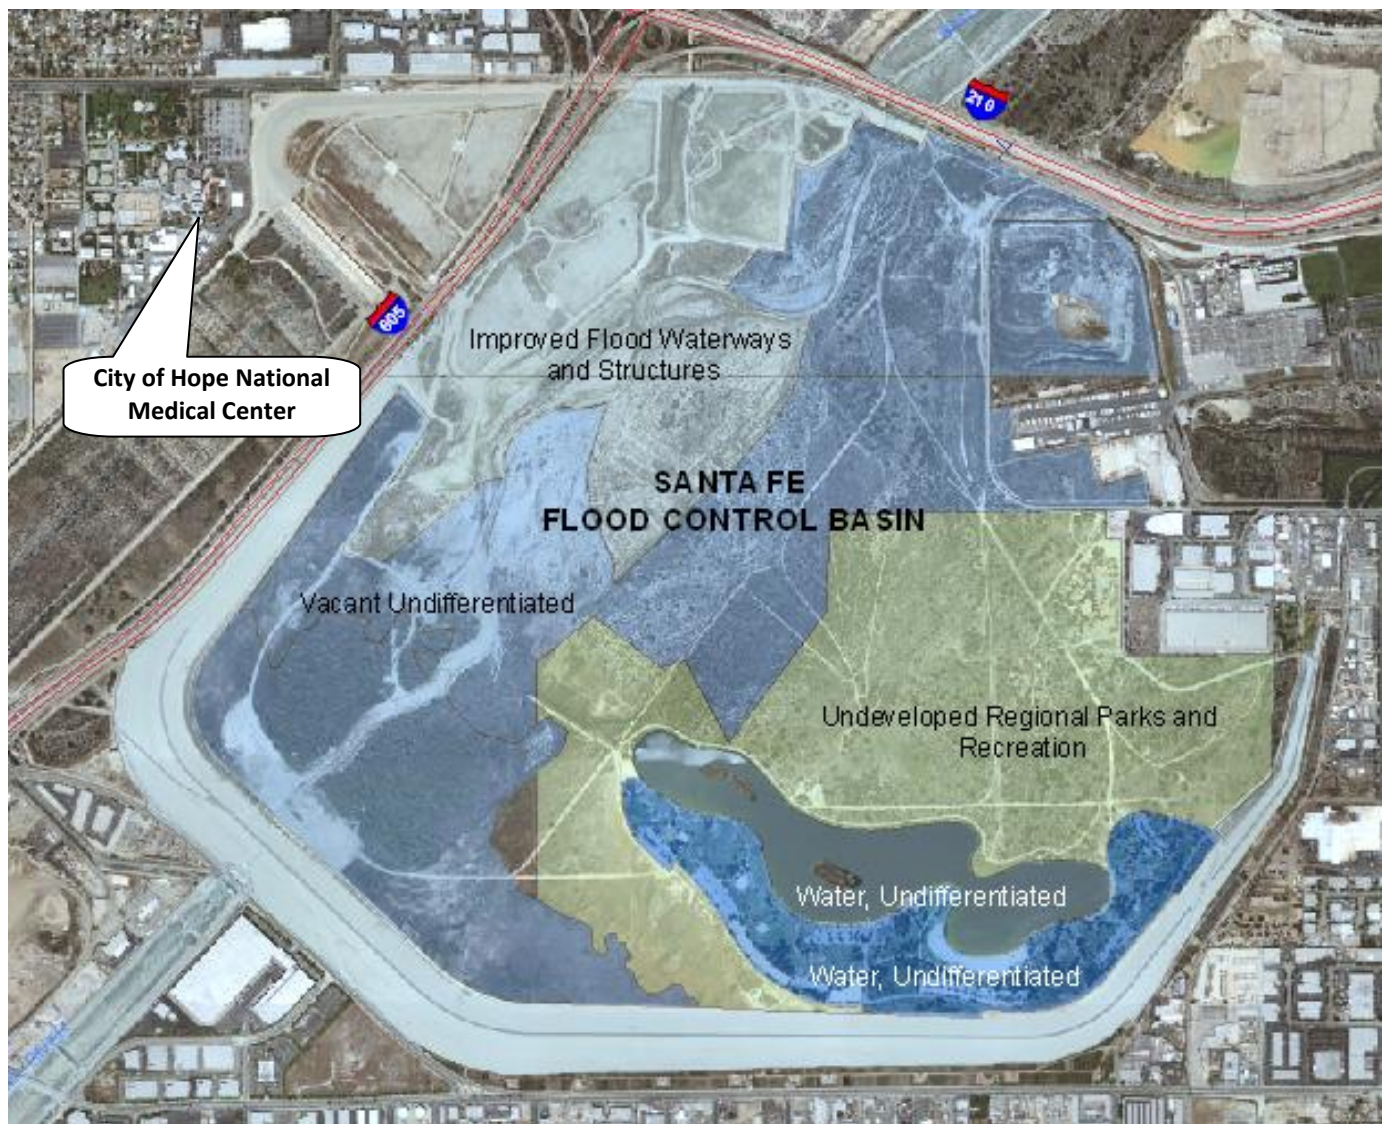 210
605
City of Hope National
Medical Center
Improved Flood Waterways
and Structures
SANTA FE
FLOOD CONTROL BASIN
Vacant Undifferentiated
Undeveloped Regional Parks and
Recreation
Water, Undifferentiated
Water, Undifferentiated